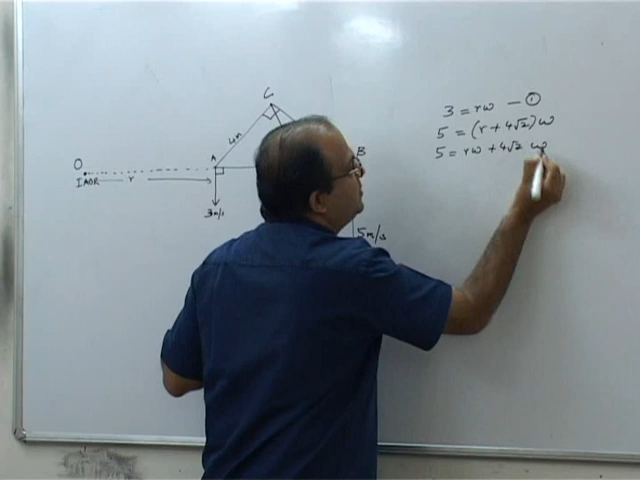 C
4m
O
A
B
IAOR
r
3m/s
5m/s
3 = rω — ①
5 = (r + 4√2)ω
5 = rω + 4√2 ω